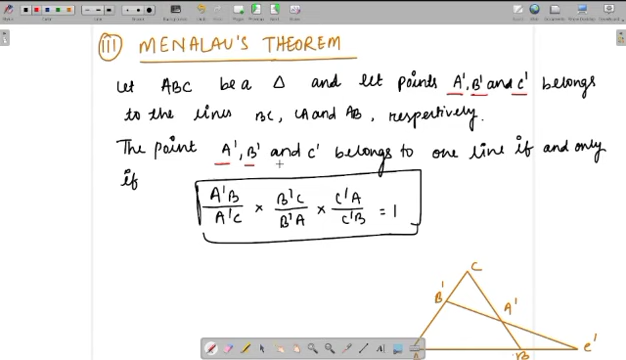 III MENALAU'S THEOREM
Let ABC be a Δ and let points A', B' and C' belongs
to the lines BC, CA and AB, respectively.
The point A', B' and C' belongs to one line if and only
if
A'B/A'C × B'C/B'A × C'A/C'B = 1
C
B'
A'
A B C'